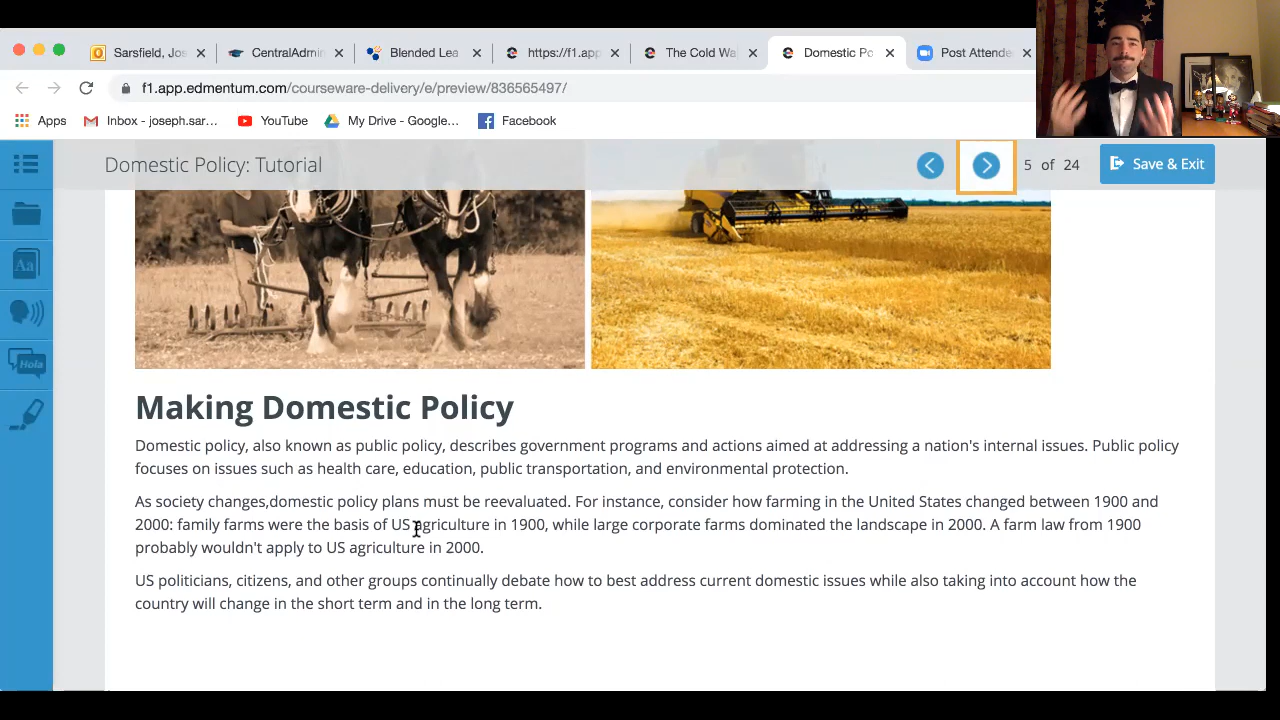 Sarsfield, Jos
CentralAdmi
Blended Lea
https://f1.app
The Cold Wa
Domestic Po
Post Attende
f1.app.edmentum.com/courseware-delivery/e/preview/836565497/
Apps
Inbox - joseph.sar...
YouTube
My Drive - Google...
Facebook
Domestic Policy: Tutorial
5 of 24
Save & Exit
Aa
Hola
Making Domestic Policy
Domestic policy, also known as public policy, describes government programs and actions aimed at addressing a nation's internal issues. Public policy
focuses on issues such as health care, education, public transportation, and environmental protection.
As society changes,domestic policy plans must be reevaluated. For instance, consider how farming in the United States changed between 1900 and
2000: family farms were the basis of US agriculture in 1900, while large corporate farms dominated the landscape in 2000. A farm law from 1900
probably wouldn't apply to US agriculture in 2000.
US politicians, citizens, and other groups continually debate how to best address current domestic issues while also taking into account how the
country will change in the short term and in the long term.